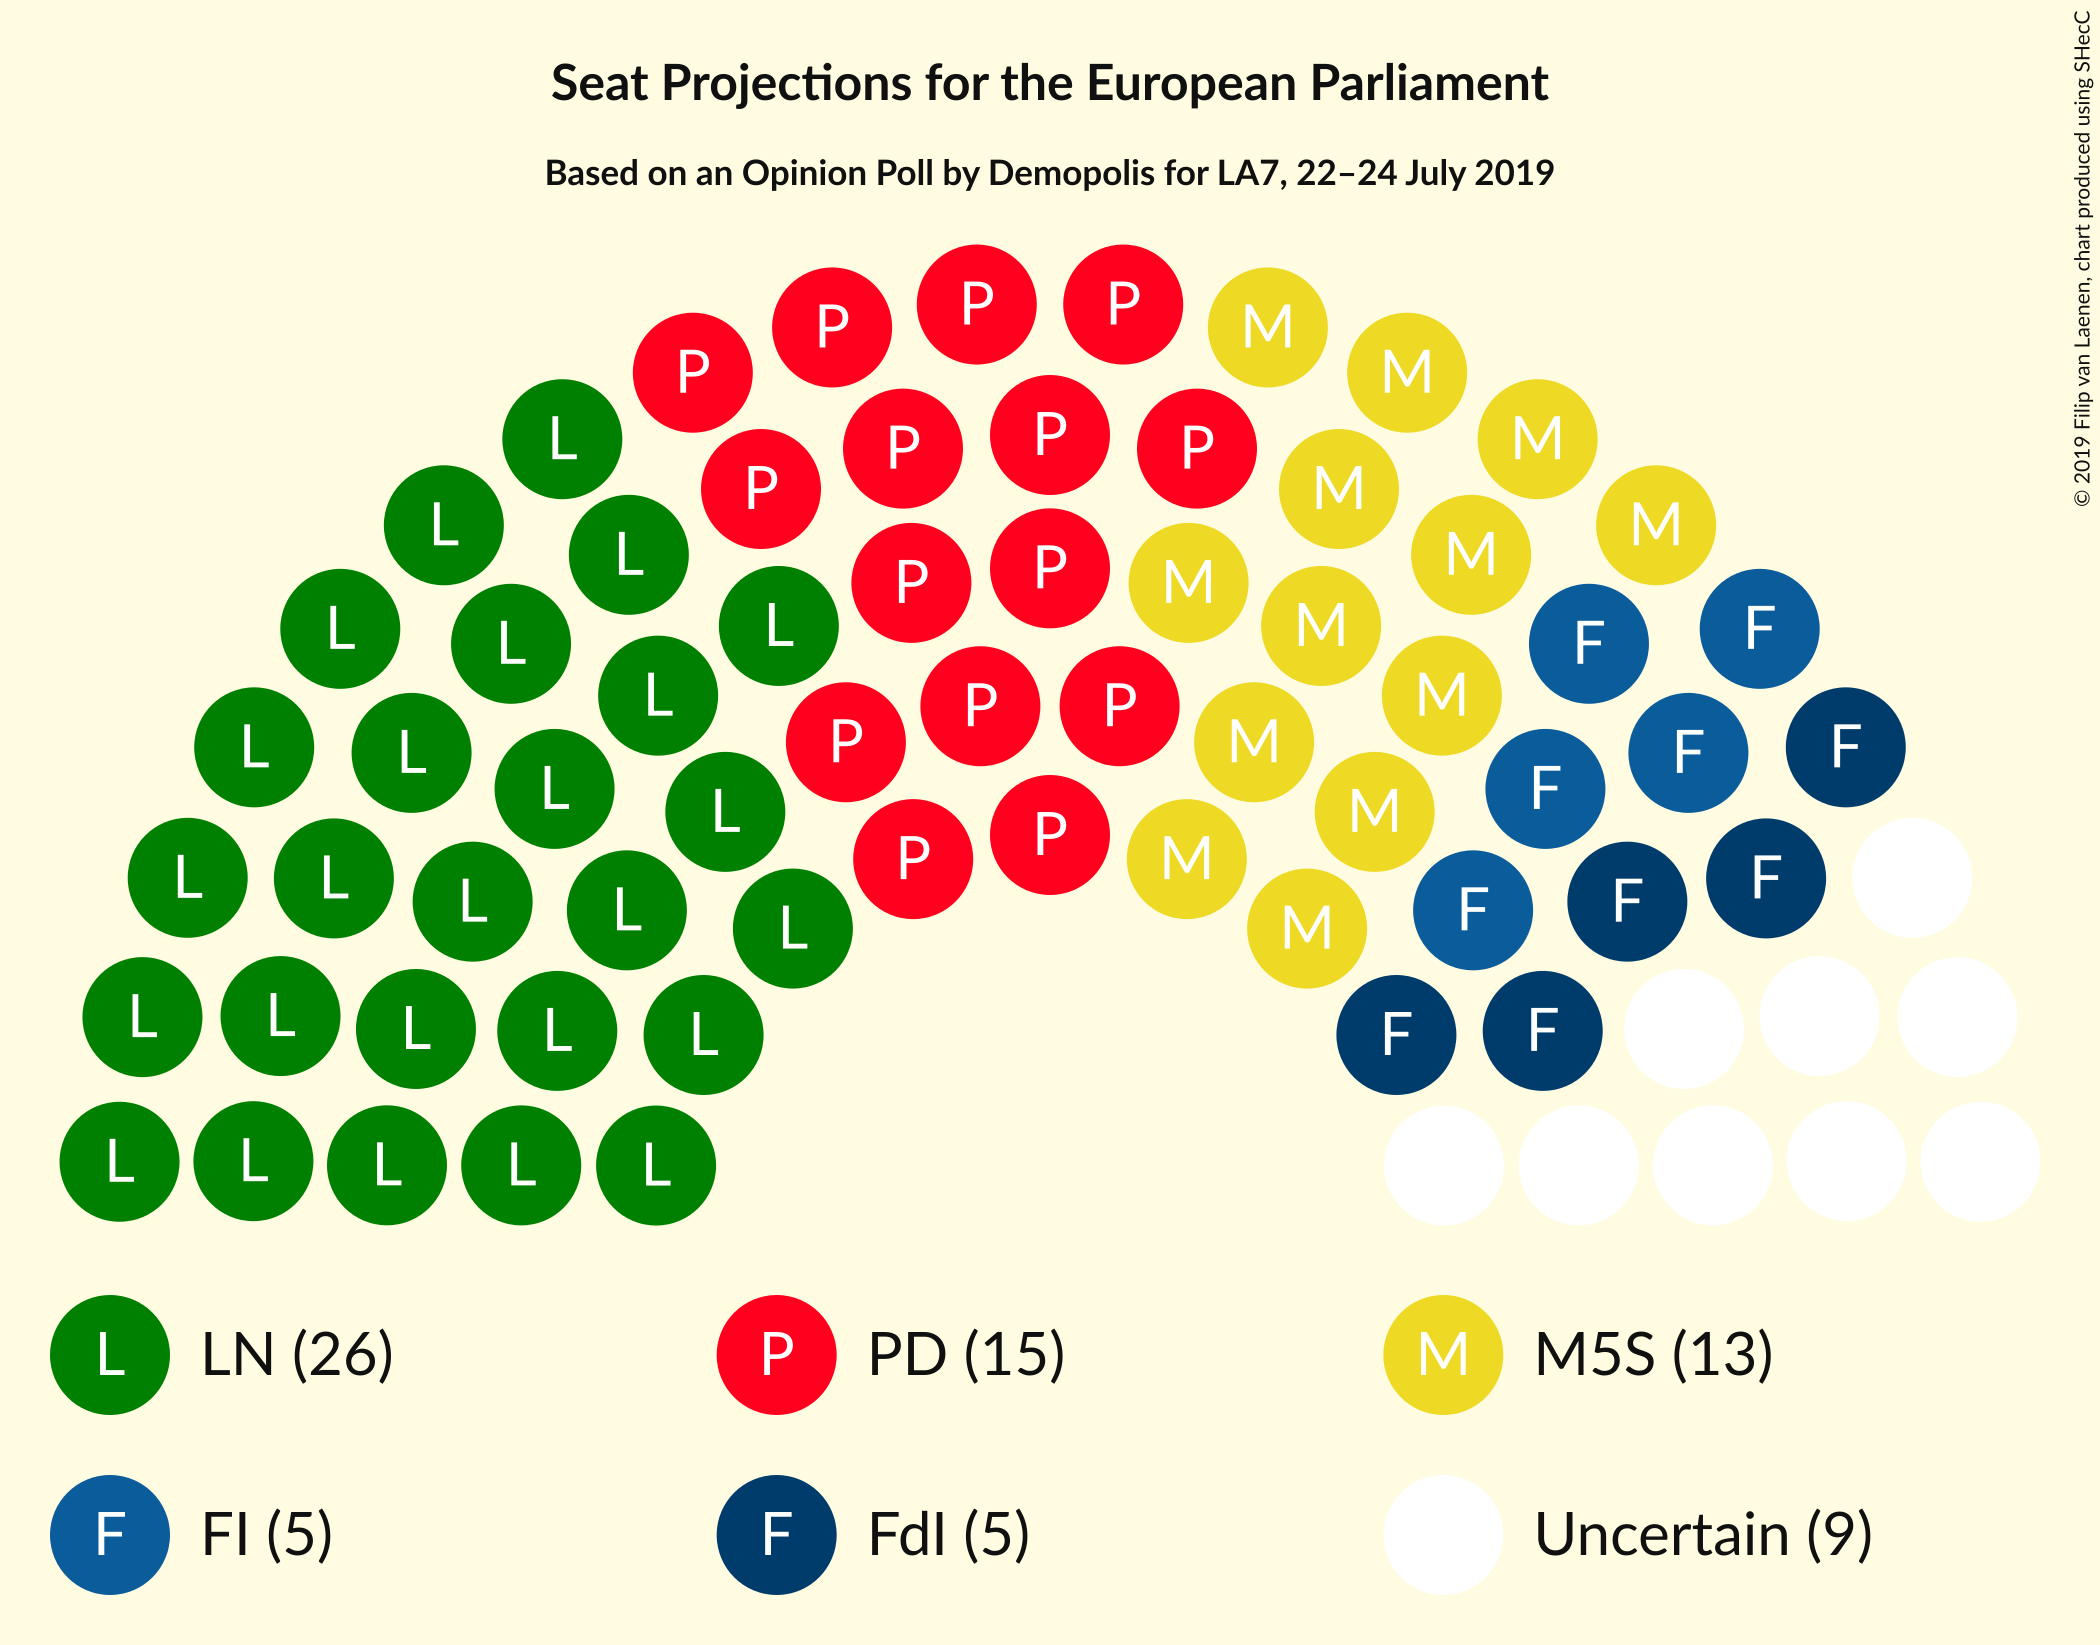 Seat Projections for the European Parliament
Based on an Opinion Poll by Demopolis for LA7, 22–24 July 2019
© 2019 Filip van Laenen, chart produced using SHecC
P P
P M
P M
L P P P M
P M
L L M M
P P M
L L M F F
L L M
P P P M
L L L M F F
L L M F
P P M
L L L L L M F F F
L L L L L F F
L L L L L
L LN (26)
P PD (15)
M M5S (13)
F FI (5)
F FdI (5)
Uncertain (9)